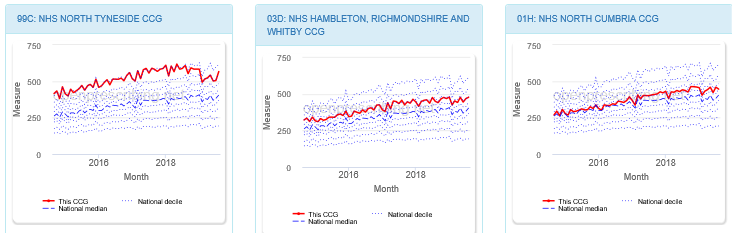 99C: NHS NORTH TYNESIDE CCG
750
500
250
0
Measure
2016
2018
Month
This CCG
National decile
National median
03D: NHS HAMBLETON, RICHMONDSHIRE AND
WHITBY CCG
750
500
250
0
Measure
2016
2018
Month
This CCG
National decile
National median
01H: NHS NORTH CUMBRIA CCG
750
500
250
0
Measure
2016
2018
Month
This CCG
National decile
National median